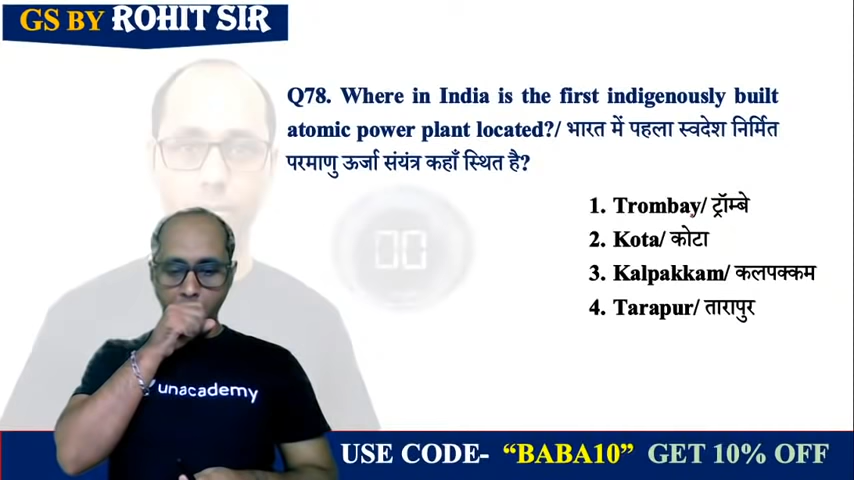 GS BY ROHIT SIR
Q78. Where in India is the first indigenously built
atomic power plant located?/ भारत में पहला स्वदेश निर्मित
परमाणु ऊर्जा संयंत्र कहाँ स्थित है?
1. Trombay/ ट्रॉम्बे
2. Kota/ कोटा
3. Kalpakkam/ कलपक्कम
4. Tarapur/ तारापुर
00
unacademy
USE CODE- “BABA10” GET 10% OFF